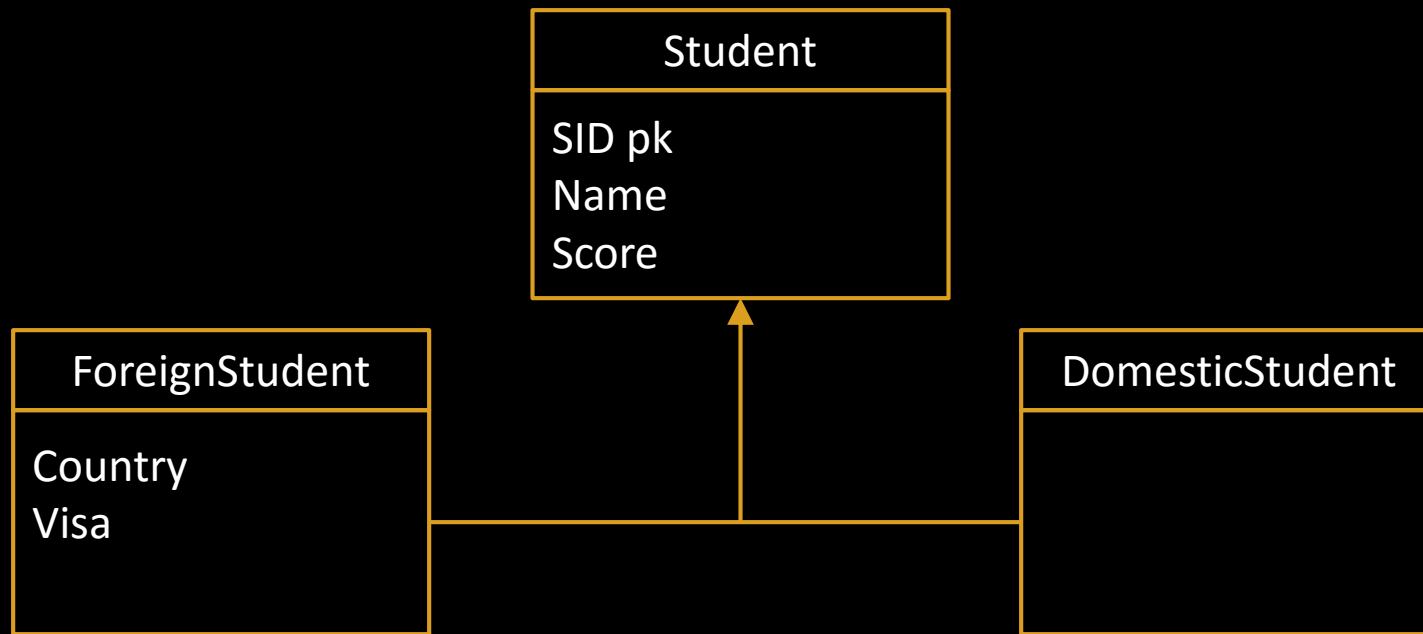 Student
SID pk
Name
Score
ForeignStudent
Country
Visa
DomesticStudent